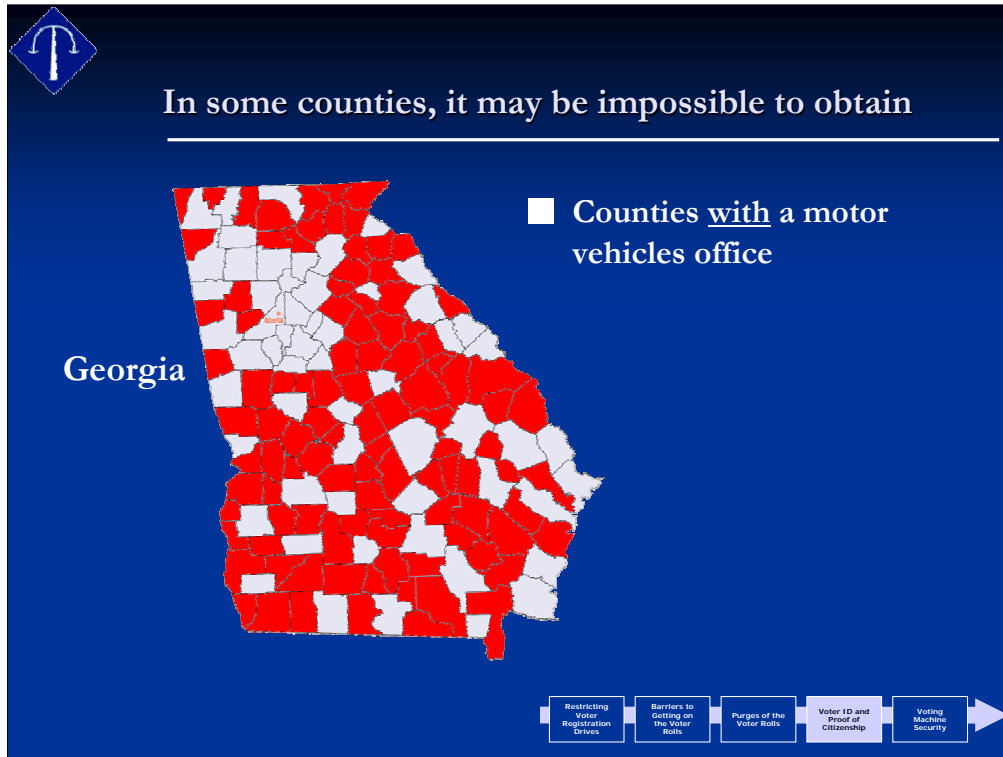 In some counties, it may be impossible to obtain
Counties with a motor
vehicles office
Atlanta
Georgia
Restricting
Voter
Registration
Drives
Barriers to
Getting on
the Voter
Rolls
Purges of the
Voter Rolls
Voter ID and
Proof of
Citizenship
Voting
Machine
Security